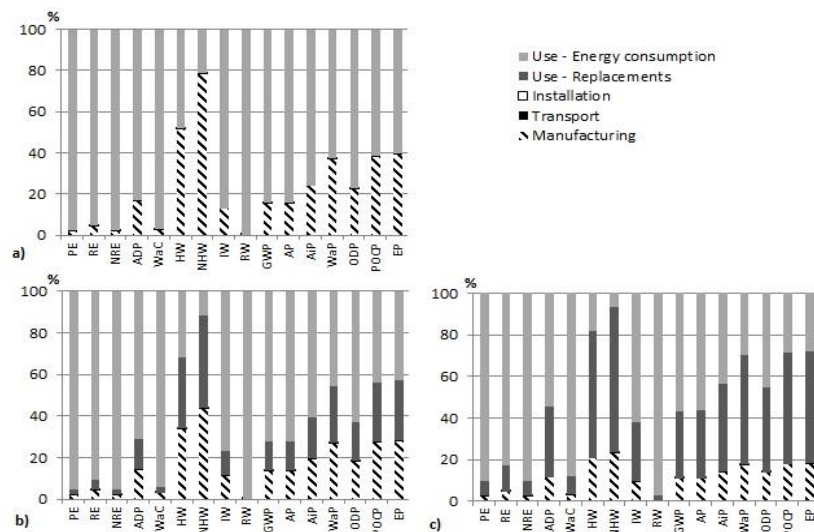 %
100
80
60
40
20
0
PE RE NRE ADP WaC HW NHW IW RW GWP AP AiP WaP ODP POCP EP
a)
Use - Energy consumption
Use - Replacements
Installation
Transport
Manufacturing
%
100
80
60
40
20
0
PE RE NRE ADP WaC HW NHW IW RW GWP AP AiP WaP ODP POCP EP
b)
%
100
80
60
40
20
0
PE RE NRE ADP WaC HW NHW IW RW GWP AP AiP WaP ODP POCP EP
c)